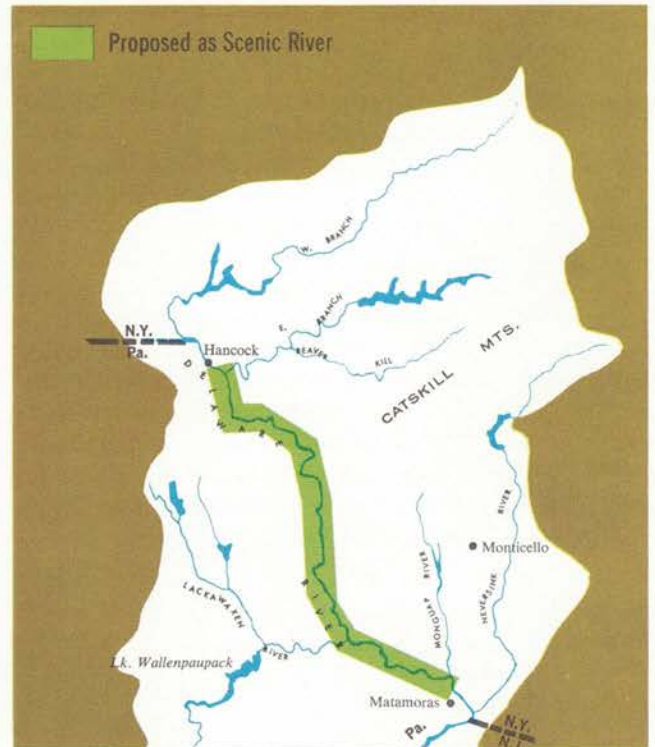 Proposed as Scenic River
W. BRANCH
E. BRANCH
BEAVER KILL
N.Y.
Pa.
Hancock
CATSKILL MTS.
DELAWARE
RIVER
Monticello
MONGUAP RIVER
NEVERSINK RIVER
LACKAWAXEN
RIVER
Lk. Wallenpaupack
Matamoras
Pa.
N.Y.
N.J.